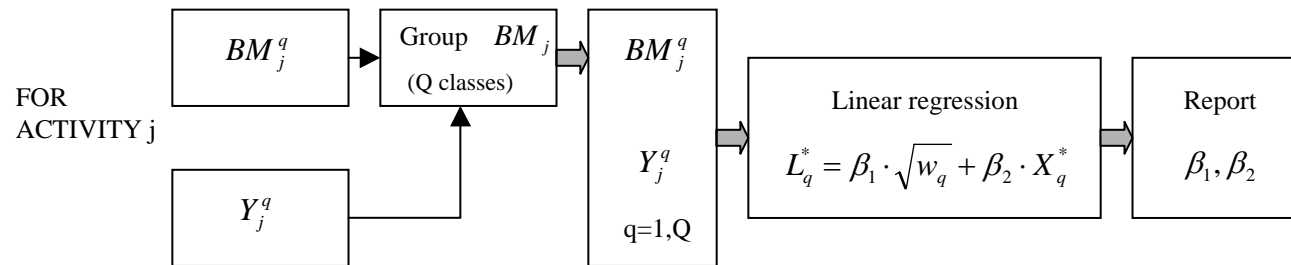 FOR
ACTIVITY j
BM_j^q
Y_j^q
Group BM_j
(Q classes)
BM_j^q
Y_j^q
q=1,Q
Linear regression
L_q^* = β_1 · √w_q + β_2 · X_q^*
Report
β_1, β_2